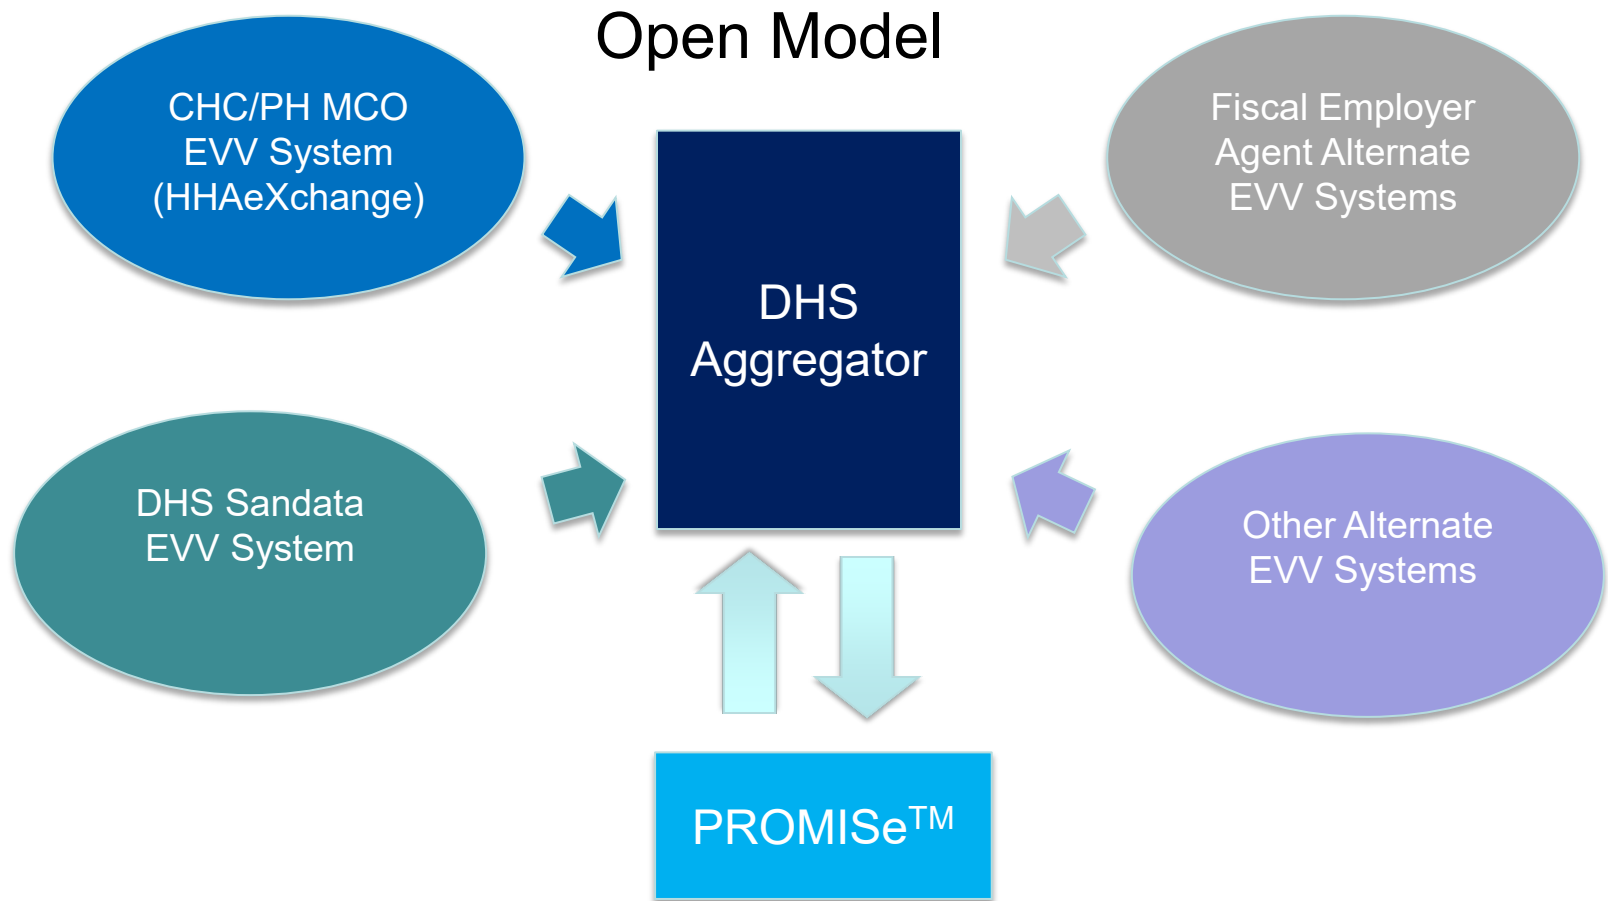 Open Model
CHC/PH MCO
EVV System
(HHAeXchange)
Fiscal Employer
Agent Alternate
EVV Systems
DHS
Aggregator
DHS Sandata
EVV System
Other Alternate
EVV Systems
PROMISe™